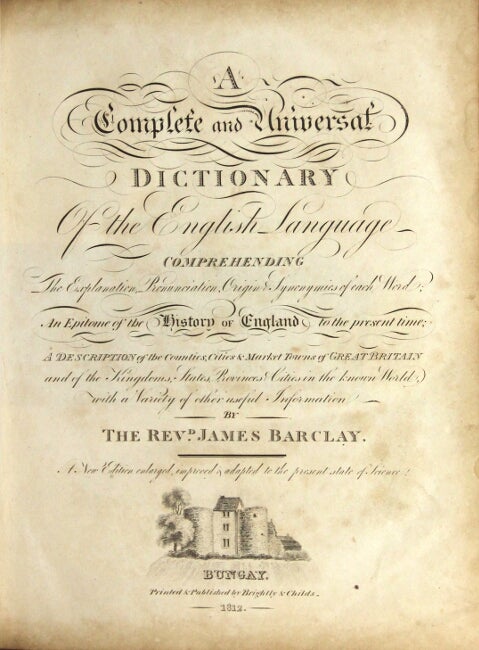 A
Complete and Universal
DICTIONARY
Of the English Language
COMPREHENDING
The Explanation, Pronunciation, Origin & Synonymies of each Word;
An Epitome of the History of England to the present time;
A DESCRIPTION of the Counties, Cities & Market Towns of GREAT BRITAIN
and of the Kingdoms, States, Provinces & Cities in the known World;
with a Variety of other useful Information
BY
THE REVD. JAMES BARCLAY.
A New Edition enlarged, improved & adapted to the present state of Science.
BUNGAY.
Printed & Published by Brightly & Childs.
1812.